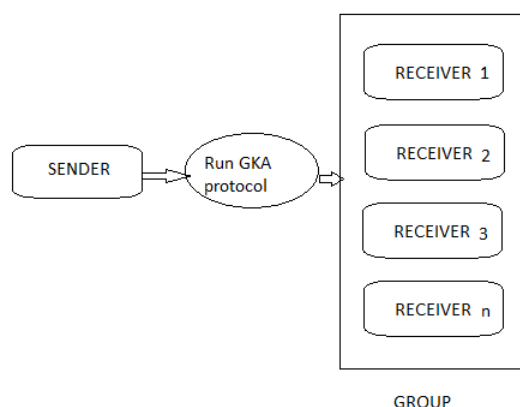 SENDER
Run GKA
protocol
RECEIVER 1
RECEIVER 2
RECEIVER 3
RECEIVER n
GROUP